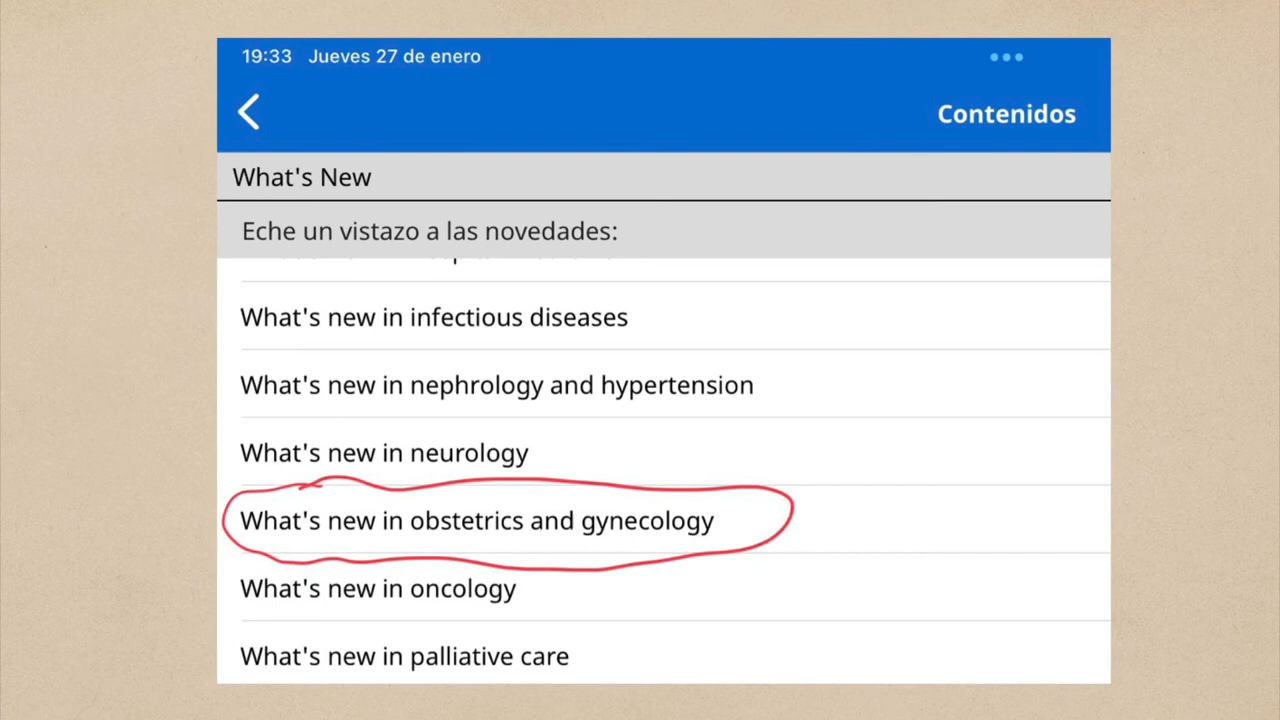 19:33 Jueves 27 de enero
Contenidos
What's New
Eche un vistazo a las novedades:
What's new in infectious diseases
What's new in nephrology and hypertension
What's new in neurology
What's new in obstetrics and gynecology
What's new in oncology
What's new in palliative care